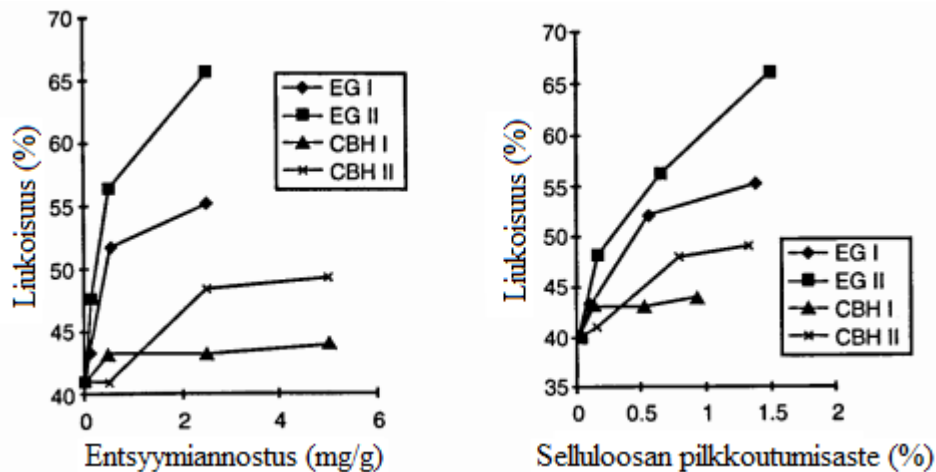 70
65
60
55
50
45
40
0
2
4
6
Liukoisuus (%)
Entsyymiannostus (mg/g)
EG I
EG II
CBH I
CBH II
70
65
60
55
50
45
40
35
0
0.5
1
1.5
2
Liukoisuus (%)
Selluloosan pilkkoutumisaste (%)
EG I
EG II
CBH I
CBH II